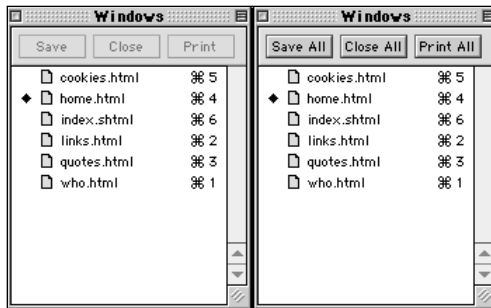 Windows
Save Close Print
cookies.html ⌘ 5
◆ home.html ⌘ 4
index.shtml ⌘ 6
links.html ⌘ 2
quotes.html ⌘ 3
who.html ⌘ 1
Windows
Save All Close All Print All
cookies.html ⌘ 5
◆ home.html ⌘ 4
index.shtml ⌘ 6
links.html ⌘ 2
quotes.html ⌘ 3
who.html ⌘ 1